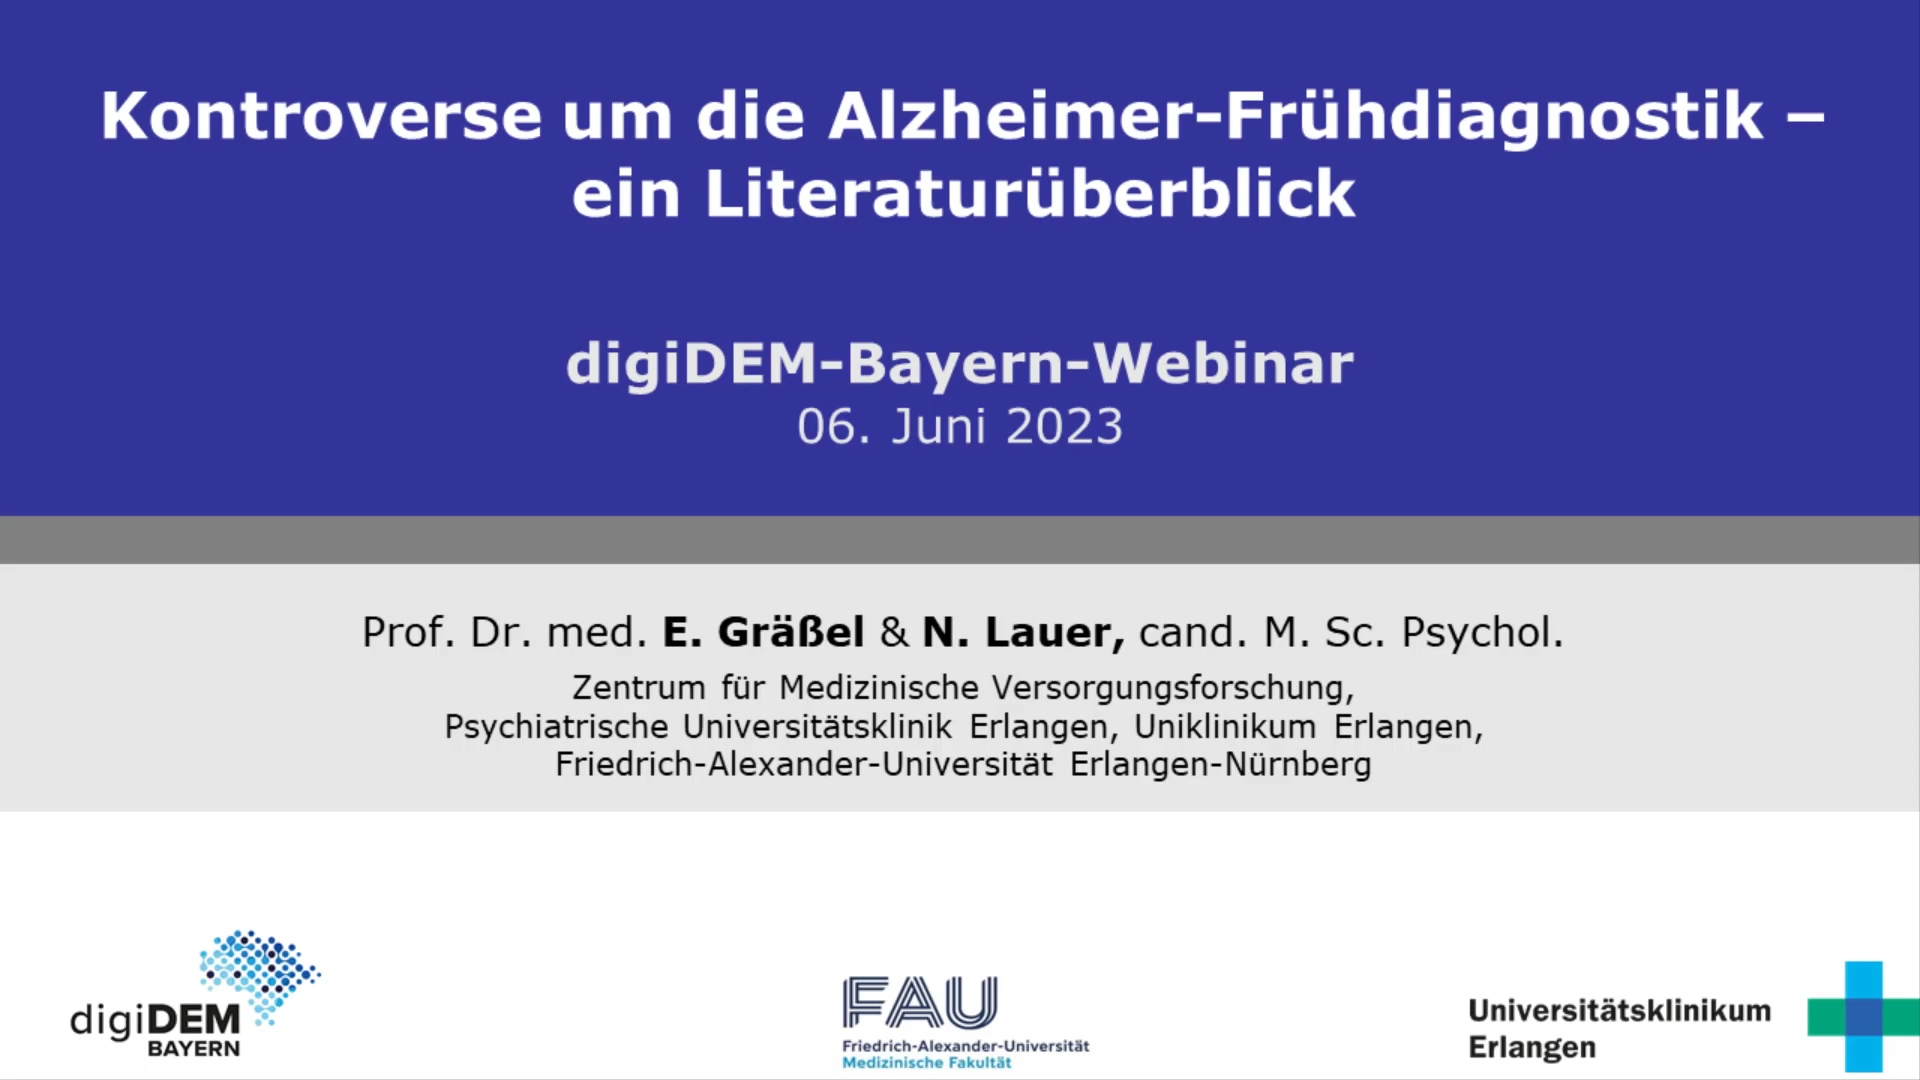 Kontroverse um die Alzheimer-Frühdiagnostik –
ein Literaturüberblick
digiDEM-Bayern-Webinar
06. Juni 2023
Prof. Dr. med. E. Gräßel & N. Lauer, cand. M. Sc. Psychol.
Zentrum für Medizinische Versorgungsforschung,
Psychiatrische Universitätsklinik Erlangen, Uniklinikum Erlangen,
Friedrich-Alexander-Universität Erlangen-Nürnberg
digiDEM
BAYERN
FAU
Friedrich-Alexander-Universität
Medizinische Fakultät
Universitätsklinikum
Erlangen